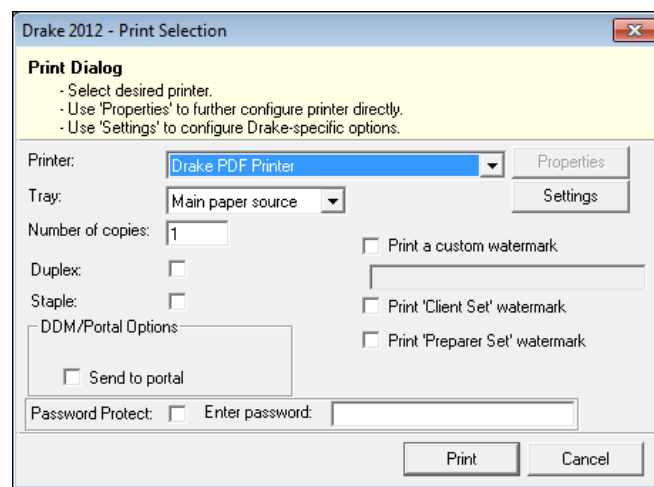 Drake 2012 - Print Selection
Print Dialog
- Select desired printer.
- Use 'Properties' to further configure printer directly.
- Use 'Settings' to configure Drake-specific options.
Printer: Drake PDF Printer Properties
Tray: Main paper source Settings
Number of copies: 1
Print a custom watermark
Duplex:
Staple: Print 'Client Set' watermark
DDM/Portal Options
Print 'Preparer Set' watermark
Send to portal
Password Protect: Enter password:
Print Cancel